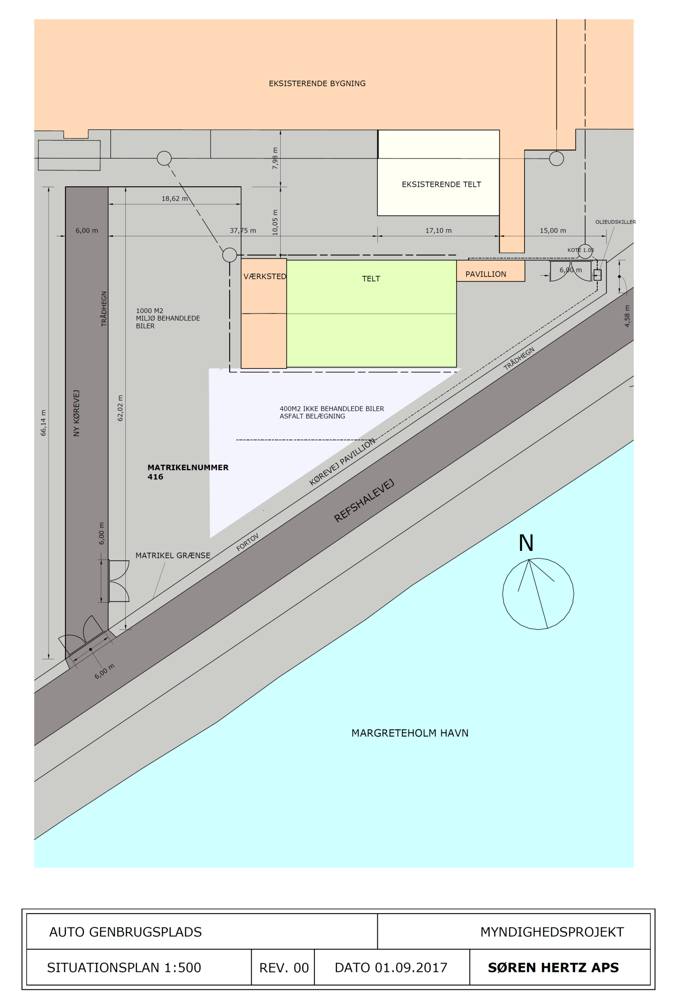 EKSISTERENDE BYGNING
7,98 m
EKSISTERENDE TELT
18,62 m
10,05 m
6,00 m
37,75 m
17,10 m
15,00 m
OLIEUDSKILLER
KOTE 1.05
6,00 m
VÆRKSTED
TELT
PAVILLION
4,58 m
TRÅDHEGN
1000 M2
MILJØ BEHANDLEDE
BILER
TRÅDHEGN
NY KØREVEJ
62,02 m
66,14 m
400M2 IKKE BEHANDLEDE BILER
ASFALT BELÆGNING
KØREVEJ PAVILLION
MATRIKELNUMMER
416
REFSHALEVEJ
6,00 m
FORTOV
MATRIKEL GRÆNSE
N
6,00 m
MARGRETEHOLM HAVN
AUTO GENBRUGSPLADS
MYNDIGHEDSPROJEKT
SITUATIONSPLAN 1:500
REV. 00
DATO 01.09.2017
SØREN HERTZ APS